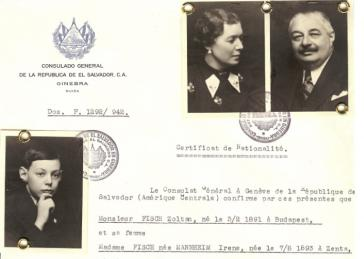 CONSULADO GENERAL
DE LA REPUBLICA DE EL SALVADOR, C.A.
GINEBRA
SUIZA
Dos. F. 1292/ 942.
Certificat de Nationalité.
Le Consulat Général à Genève de la République de
Salvador (Amérique Centrale) confirme par ces présentes que
Monsieur FISCH Zoltan, né le 3/2 1891 à Budapest,
et sa femme
Madame FISCH née MANNHEIM Irene, née le 7/8 1893 à Zenta,